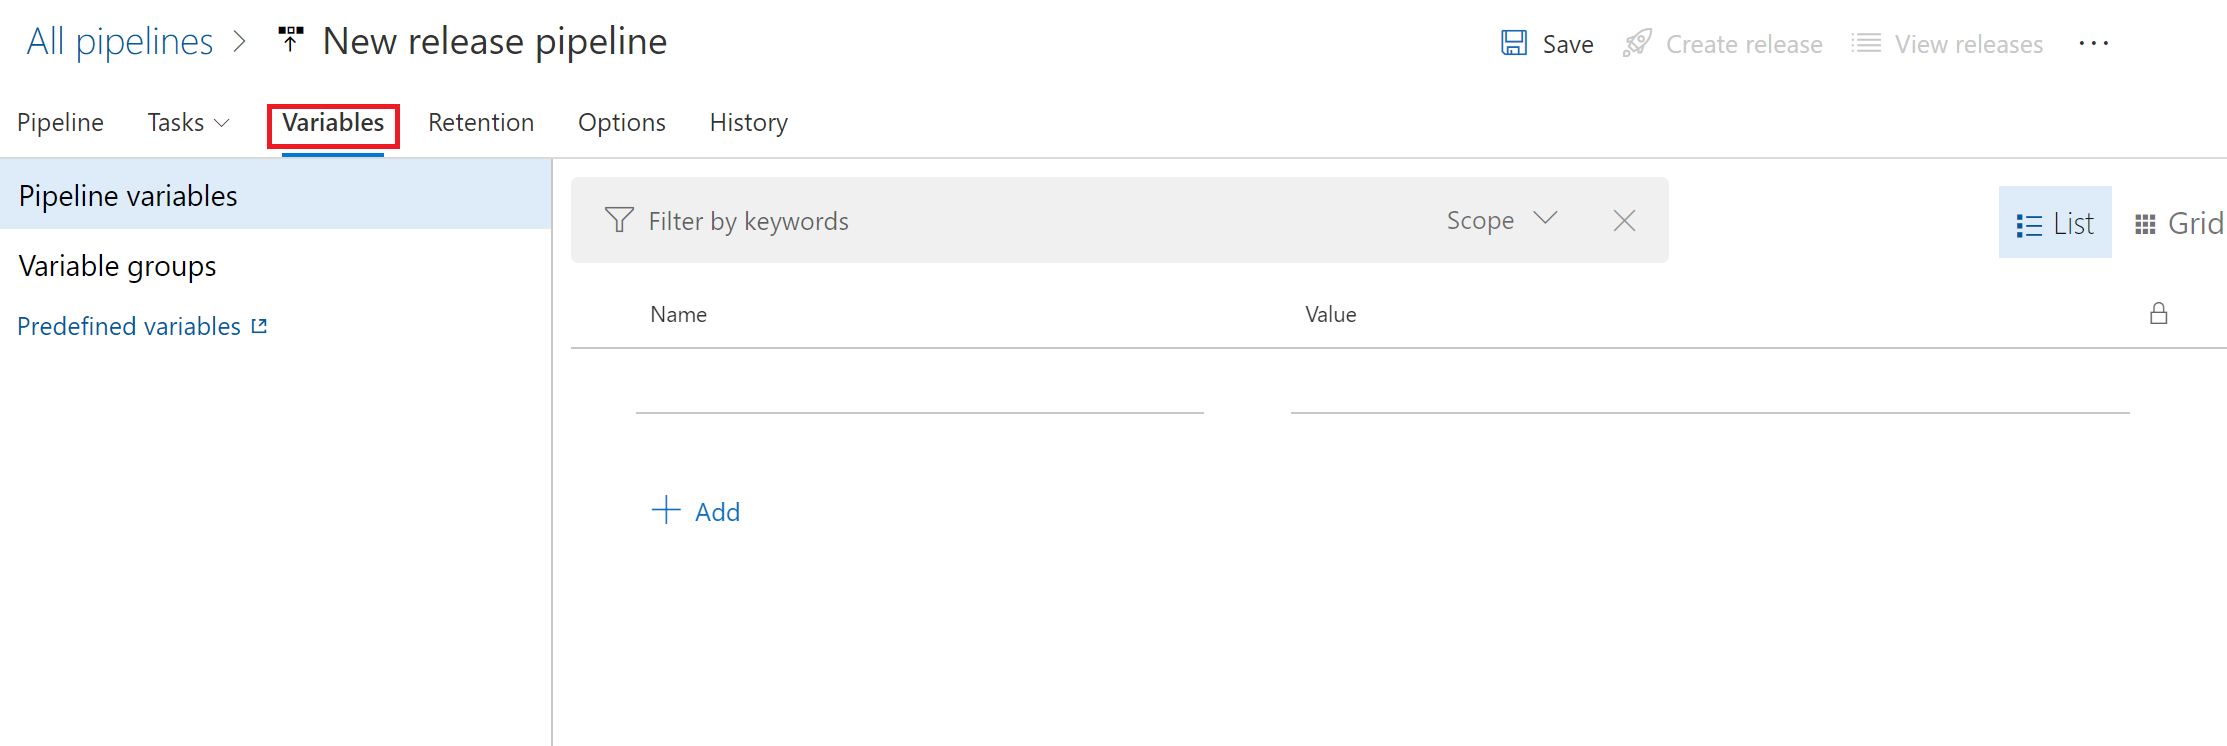 All pipelines New release pipeline
Save Create release View releases ...
Pipeline Tasks Variables Retention Options History
Pipeline variables
Variable groups
Predefined variables
Filter by keywords Scope
List Grid
Name Value
Add